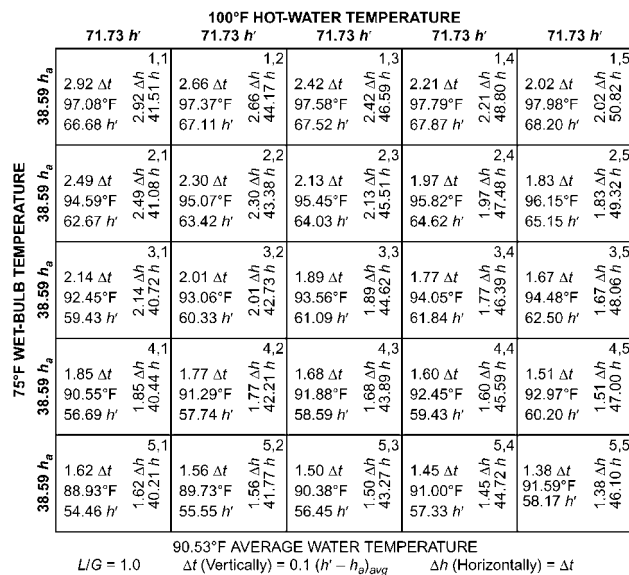 100°F HOT-WATER TEMPERATURE
71.73 h′ 71.73 h′ 71.73 h′ 71.73 h′ 71.73 h′
75°F WET-BULB TEMPERATURE
38.59 hₐ
1,1
2.92 Δt
97.08°F
66.68 h′
2.92 Δh
41.51 h
1,2
2.66 Δt
97.37°F
67.11 h′
2.66 Δh
44.17 h
1,3
2.42 Δt
97.58°F
67.52 h′
2.42 Δh
46.59 h
1,4
2.21 Δt
97.79°F
67.87 h′
2.21 Δh
48.80 h
1,5
2.02 Δt
97.98°F
68.20 h′
2.02 Δh
50.82 h
38.59 hₐ
2,1
2.49 Δt
94.59°F
62.67 h′
2.49 Δh
41.08 h
2,2
2.30 Δt
95.07°F
63.42 h′
2.30 Δh
43.38 h
2,3
2.13 Δt
95.45°F
64.03 h′
2.13 Δh
45.51 h
2,4
1.97 Δt
95.82°F
64.62 h′
1.97 Δh
47.48 h
2,5
1.83 Δt
96.15°F
65.15 h′
1.83 Δh
49.32 h
38.59 hₐ
3,1
2.14 Δt
92.45°F
59.43 h′
2.14 Δh
40.72 h
3,2
2.01 Δt
93.06°F
60.33 h′
2.01 Δh
42.73 h
3,3
1.89 Δt
93.56°F
61.09 h′
1.89 Δh
44.62 h
3,4
1.77 Δt
94.05°F
61.84 h′
1.77 Δh
46.39 h
3,5
1.67 Δt
94.48°F
62.50 h′
1.67 Δh
48.06 h
38.59 hₐ
4,1
1.85 Δt
90.55°F
56.69 h′
1.85 Δh
40.44 h
4,2
1.77 Δt
91.29°F
57.74 h′
1.77 Δh
42.21 h
4,3
1.68 Δt
91.88°F
58.59 h′
1.68 Δh
43.89 h
4,4
1.60 Δt
92.45°F
59.43 h′
1.60 Δh
45.59 h
4,5
1.51 Δt
92.97°F
60.20 h′
1.51 Δh
47.00 h
38.59 hₐ
5,1
1.62 Δt
88.93°F
54.46 h′
1.62 Δh
40.21 h
5,2
1.56 Δt
89.73°F
55.55 h′
1.56 Δh
41.77 h
5,3
1.50 Δt
90.38°F
56.45 h′
1.50 Δh
43.27 h
5,4
1.45 Δt
91.00°F
57.33 h′
1.45 Δh
44.72 h
5,5
1.38 Δt
91.59°F
58.17 h′
1.38 Δh
46.10 h
90.53°F AVERAGE WATER TEMPERATURE
L/G = 1.0 Δt (Vertically) = 0.1 (h′ − hₐ)avg Δh (Horizontally) = Δt